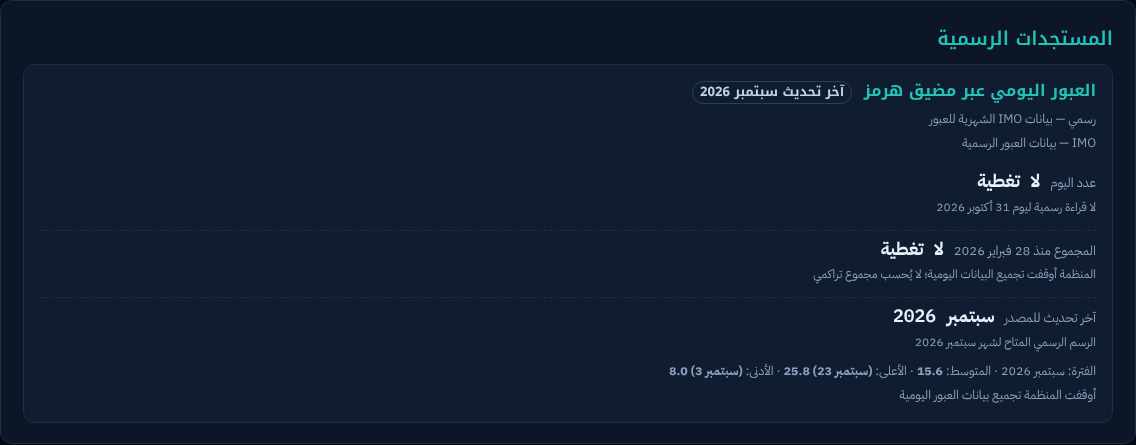 المستجدات الرسمية
العبور اليومي عبر مضيق هرمز آخر تحديث سبتمبر 2026
رسمي — بيانات IMO الشهرية للعبور
IMO — بيانات العبور الرسمية
عدد اليوم لا تغطية
لا قراءة رسمية ليوم 31 أكتوبر 2026
المجموع منذ 28 فبراير 2026 لا تغطية
المنظمة أوقفت تجميع البيانات اليومية؛ لا يُحسب مجموع تراكمي
آخر تحديث للمصدر سبتمبر 2026
الرسم الرسمي المتاح لشهر سبتمبر 2026
الفترة: سبتمبر 2026 · المتوسط: 15.6 · الأعلى: 25.8 (23 سبتمبر) · الأدنى: 8.0 (3 سبتمبر)
أوقفت المنظمة تجميع بيانات العبور اليومية